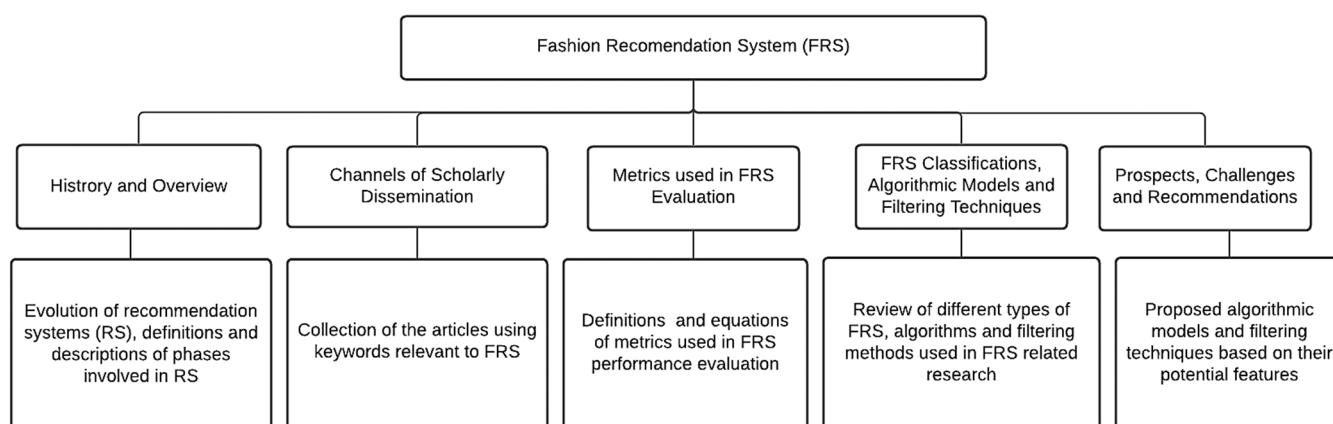 Fashion Recomendation System (FRS)
Histrory and Overview
Channels of Scholarly
Dissemination
Metrics used in FRS
Evaluation
FRS Classifications,
Algorithmic Models and
Filtering Techniques
Prospects, Challenges
and Recommendations
Evolution of recommendation
systems (RS), definitions and
descriptions of phases
involved in RS
Collection of the articles using
keywords relevant to FRS
Definitions and equations
of metrics used in FRS
performance evaluation
Review of different types of
FRS, algorithms and filtering
methods used in FRS related
research
Proposed algorithmic
models and filtering
techniques based on their
potential features